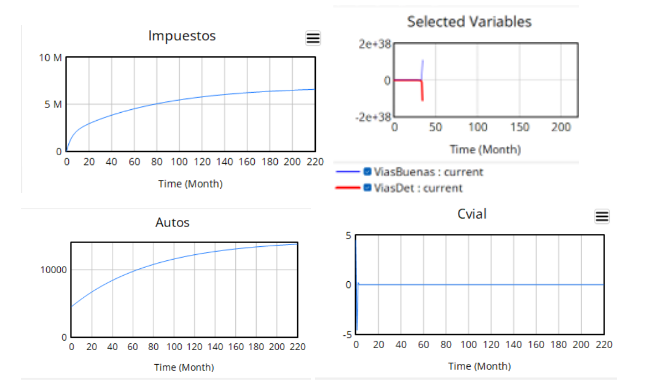 Impuestos
10 M
5 M
0
0 20 40 60 80 100 120 140 160 180 200 220
Time (Month)
Selected Variables
2e+38
0
-2e+38
0 50 100 150 200
Time (Month)
ViasBuenas : current
ViasDet : current
Autos
10000
0
0 20 40 60 80 100 120 140 160 180 200 220
Time (Month)
Cvial
5
0
-5
0 20 40 60 80 100 120 140 160 180 200 220
Time (Month)